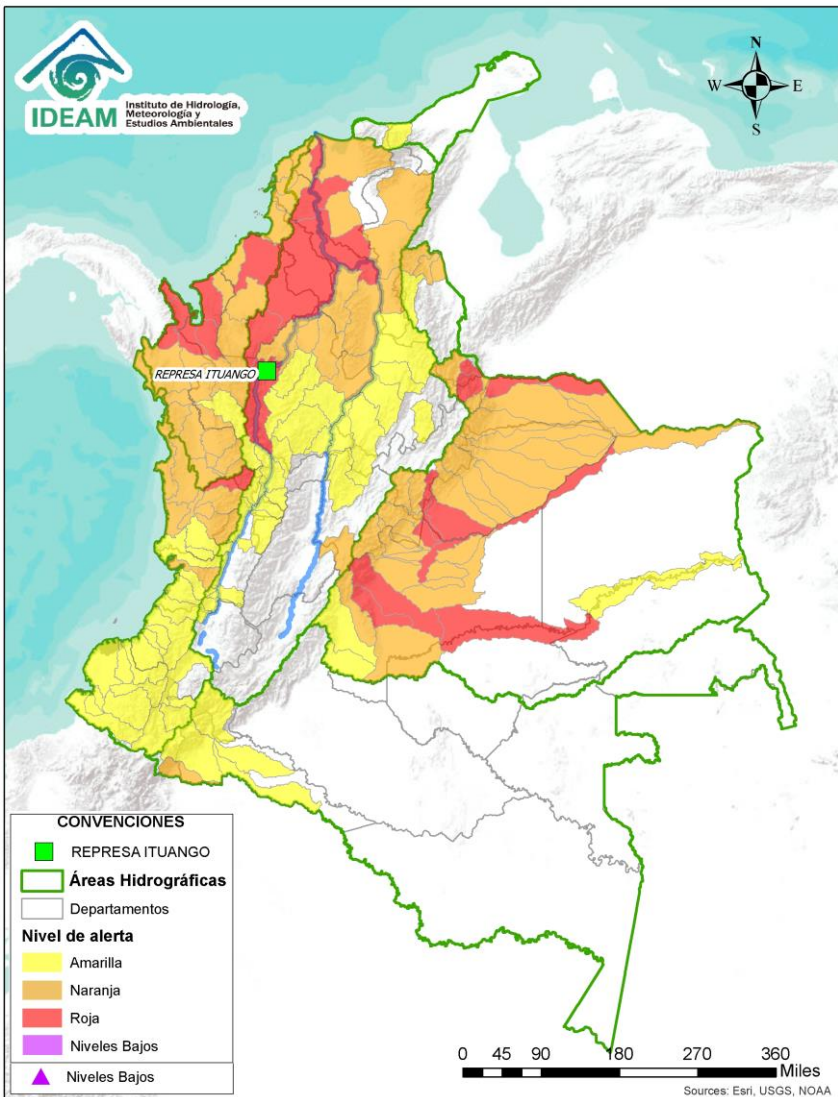 IDEAM
Instituto de Hidrología,
Meteorología y
Estudios Ambientales
N
W E
S
REPRESA ITUANGO
CONVENCIONES
REPRESA ITUANGO
Áreas Hidrográficas
Departamentos
Nivel de alerta
Amarilla
Naranja
Roja
Niveles Bajos
Niveles Bajos
0 45 90 180 270 360
Miles
Sources: Esri, USGS, NOAA